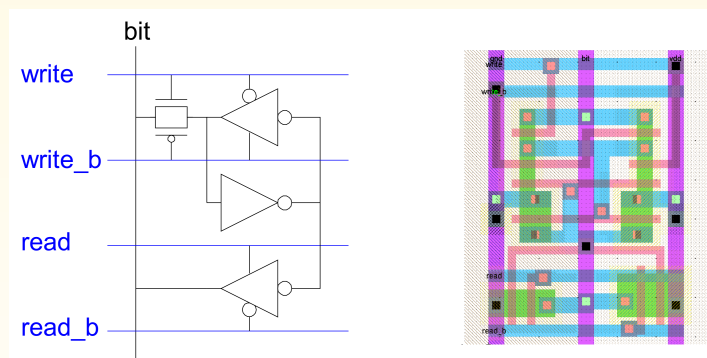 bit
write
write_b
read
read_b
gnd
bit
vdd
write
write_b
read
read_b